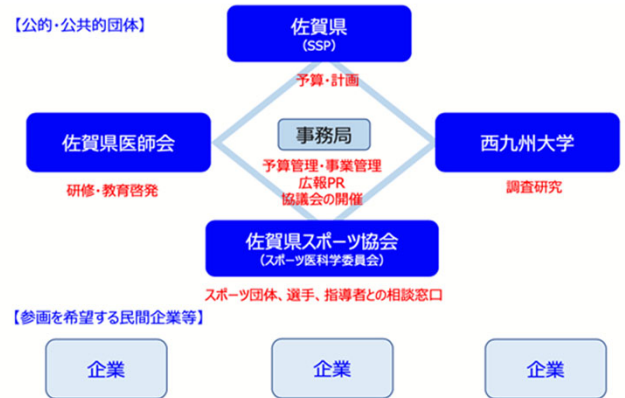 【公的・公共的団体】
佐賀県
(SSP)
予算・計画
佐賀県医師会
研修・教育啓発
事務局
予算管理・事業管理
広報PR
協議会の開催
西九州大学
調査研究
佐賀県スポーツ協会
(スポーツ医科学委員会)
スポーツ団体、選手、指導者との相談窓口
【参画を希望する民間企業等】
企業
企業
企業